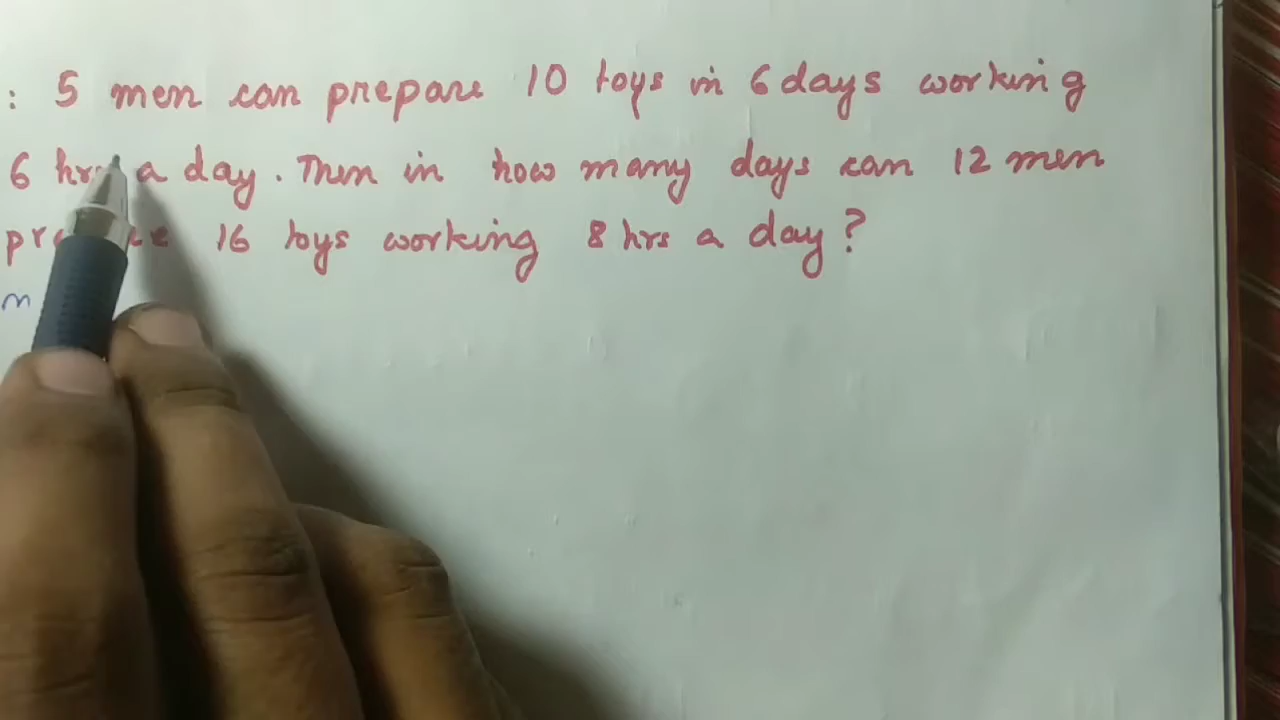 : 5 men can prepare 10 toys in 6 days working
6 hrs a day. Then in how many days can 12 men
16 toys working 8 hrs a day?
m